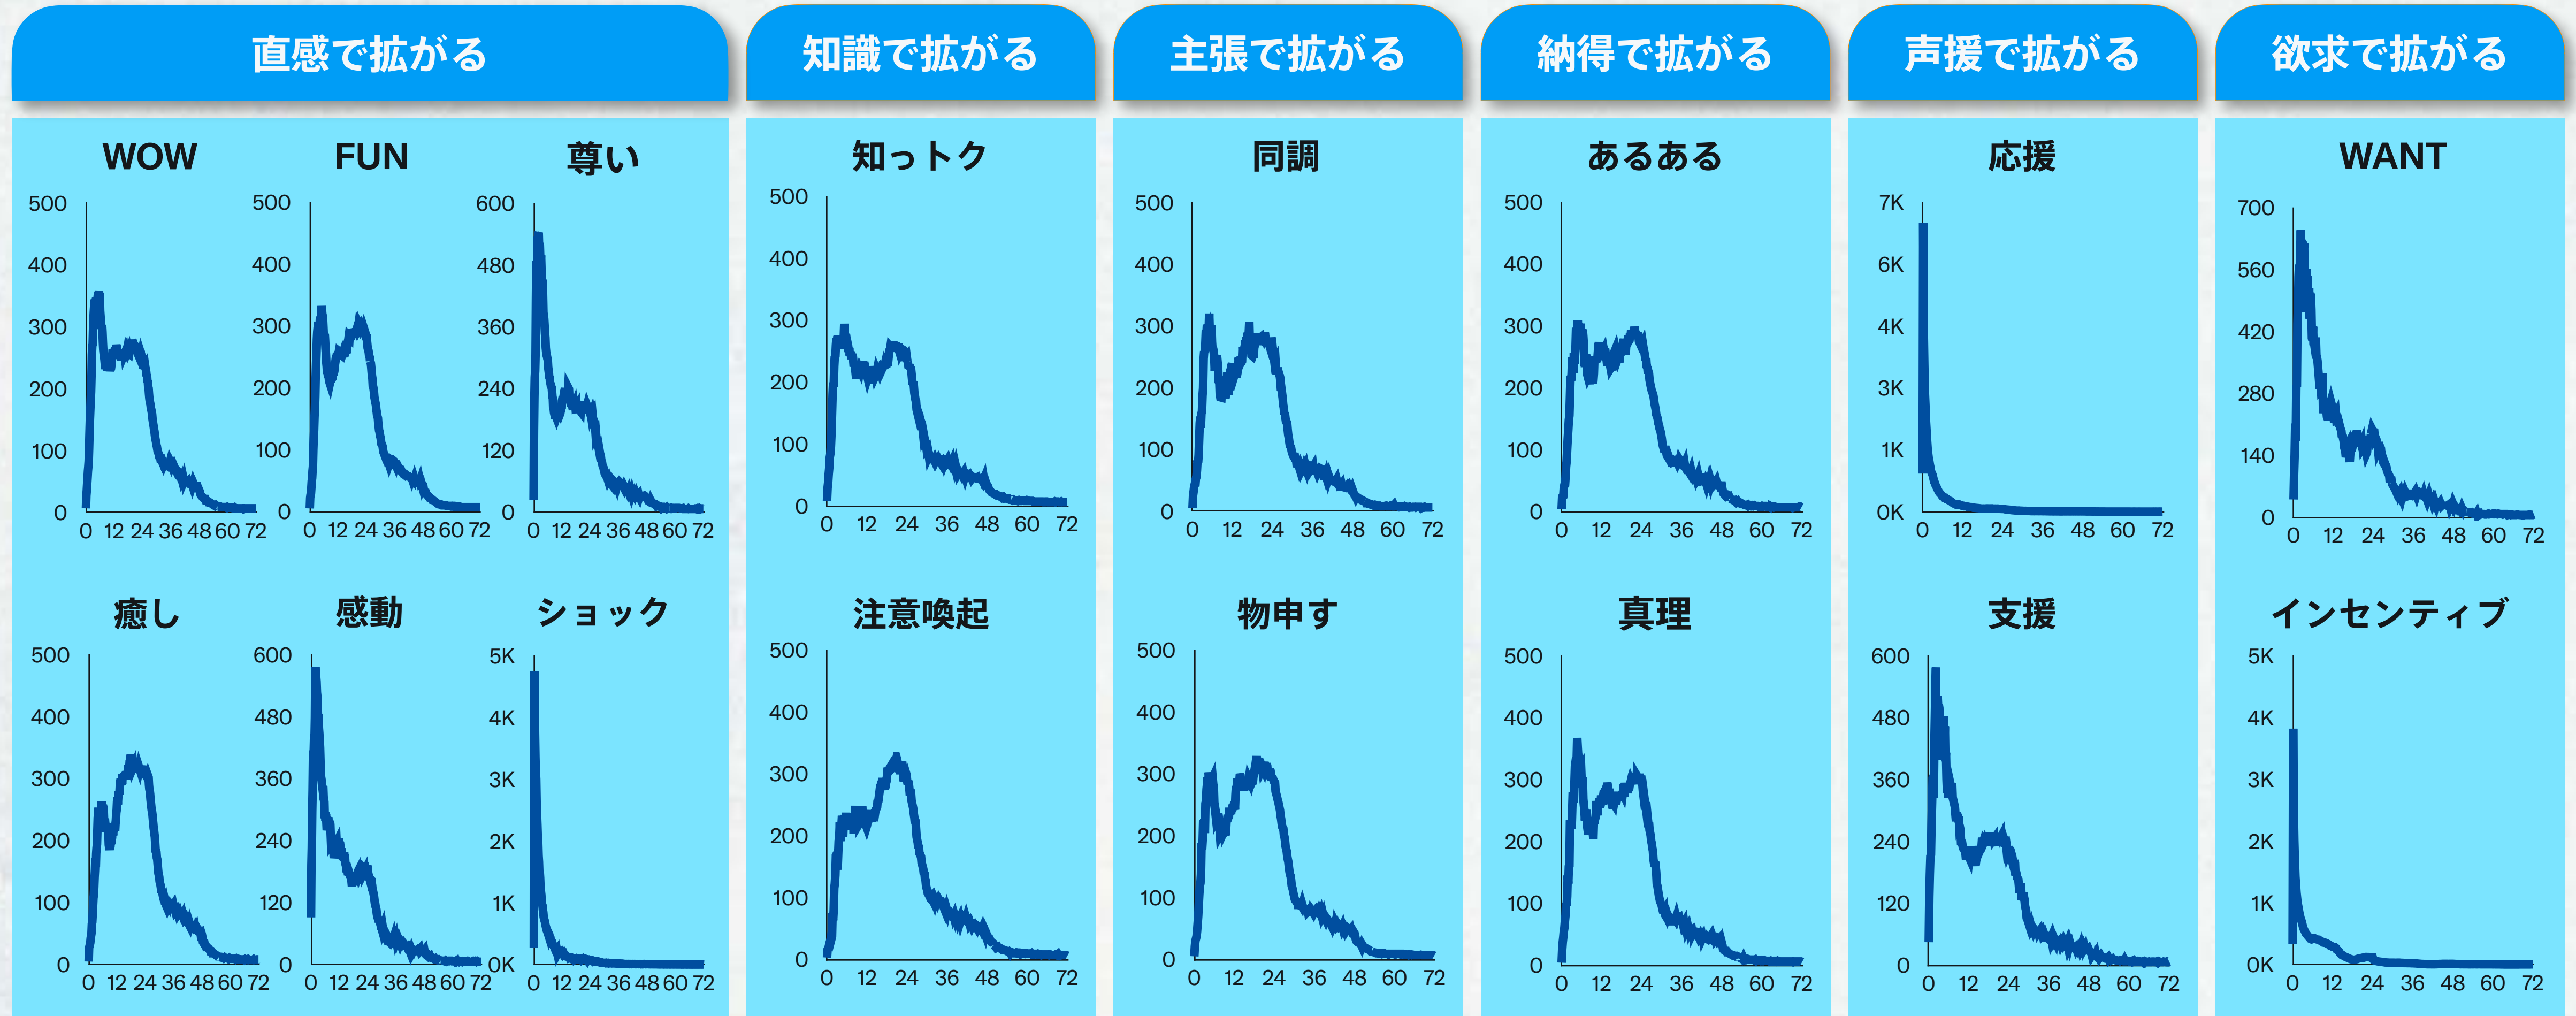 直感で拡がる
知識で拡がる
主張で拡がる
納得で拡がる
声援で拡がる
欲求で拡がる
WOW
500
400
300
200
100
0
0 12 24 36 48 60 72
FUN
500
400
300
200
100
0
0 12 24 36 48 60 72
尊い
600
480
360
240
120
0
0 12 24 36 48 60 72
知っトク
500
400
300
200
100
0
0 12 24 36 48 60 72
同調
500
400
300
200
100
0
0 12 24 36 48 60 72
あるある
500
400
300
200
100
0
0 12 24 36 48 60 72
応援
7K
6K
4K
3K
1K
0K
0 12 24 36 48 60 72
WANT
700
560
420
280
140
0
0 12 24 36 48 60 72
癒し
500
400
300
200
100
0
0 12 24 36 48 60 72
感動
600
480
360
240
120
0
0 12 24 36 48 60 72
ショック
5K
4K
3K
2K
1K
0K
0 12 24 36 48 60 72
注意喚起
500
400
300
200
100
0
0 12 24 36 48 60 72
物申す
500
400
300
200
100
0
0 12 24 36 48 60 72
真理
500
400
300
200
100
0
0 12 24 36 48 60 72
支援
600
480
360
240
120
0
0 12 24 36 48 60 72
インセンティブ
5K
4K
3K
2K
1K
0K
0 12 24 36 48 60 72